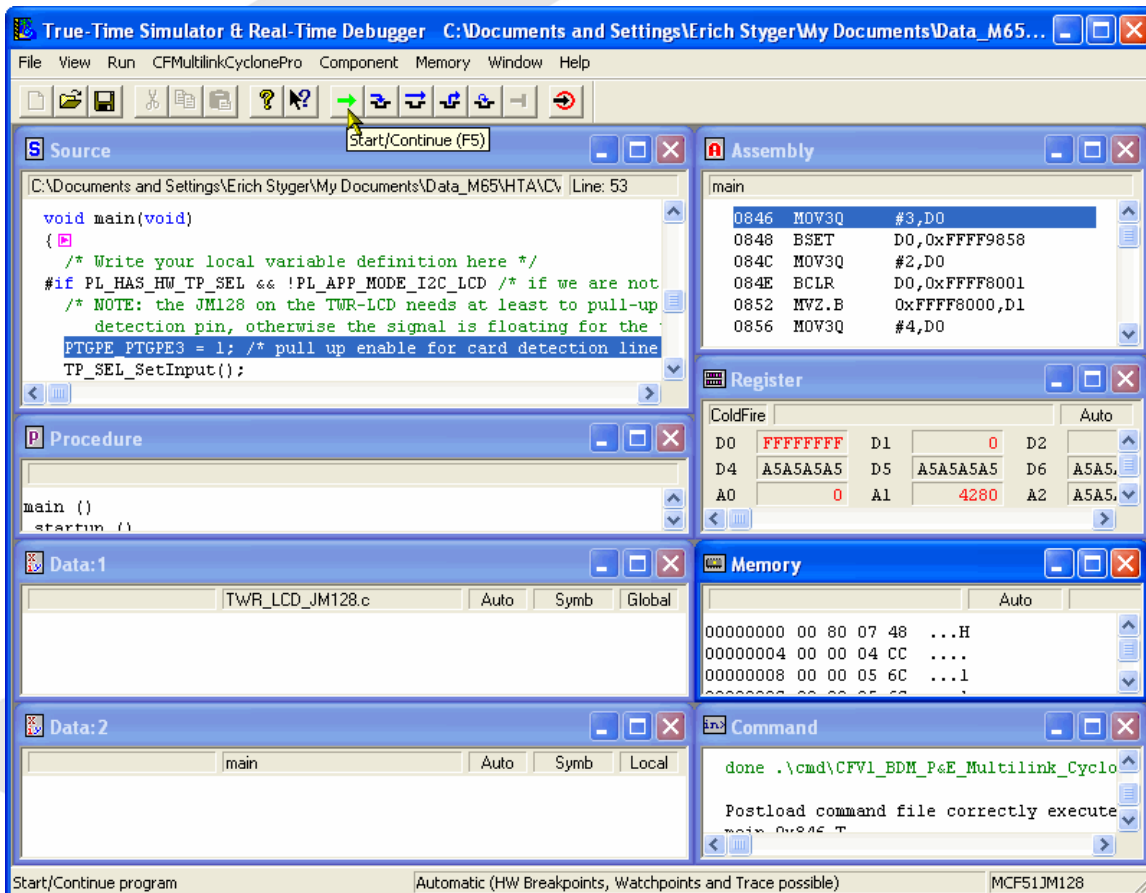 True-Time Simulator & Real-Time Debugger C:\Documents and Settings\Erich Styger\My Documents\Data_M65...
File View Run CFMultilinkCyclonePro Component Memory Window Help
Start/Continue (F5)
Source
C:\Documents and Settings\Erich Styger\My Documents\Data_M65\HTA\CV Line: 53
void main(void)
{
/* Write your local variable definition here */
#if PL_HAS_HW_TP_SEL && !PL_APP_MODE_I2C_LCD /* if we are not
/* NOTE: the JM128 on the TWR-LCD needs at least to pull-up
detection pin, otherwise the signal is floating for the
PTGPE_PTGPE3 = 1; /* pull up enable for card detection line
TP_SEL_SetInput();
Assembly
main
0846 MOV3Q #3,D0
0848 BSET D0,0xFFFF9858
084C MOV3Q #2,D0
084E BCLR D0,0xFFFF8001
0852 MVZ.B 0xFFFF8000,D1
0856 MOV3Q #4,D0
Register
ColdFire Auto
D0 FFFFFFFF D1 0 D2
D4 A5A5A5A5 D5 A5A5A5A5 D6 A5A5
A0 0 A1 4280 A2 A5A5
Procedure
main ()
_startup ()
Data:1
TWR_LCD_JM128.c Auto Symb Global
Memory
Auto
00000000 00 80 07 48 ...H
00000004 00 00 04 CC ....
00000008 00 00 05 6C ...l
Data:2
main Auto Symb Local
Command
done .\cmd\CFV1_BDM_P&E_Multilink_Cyclo
Postload command file correctly execute
main 0x846 T
Start/Continue program Automatic (HW Breakpoints, Watchpoints and Trace possible) MCF51JM128